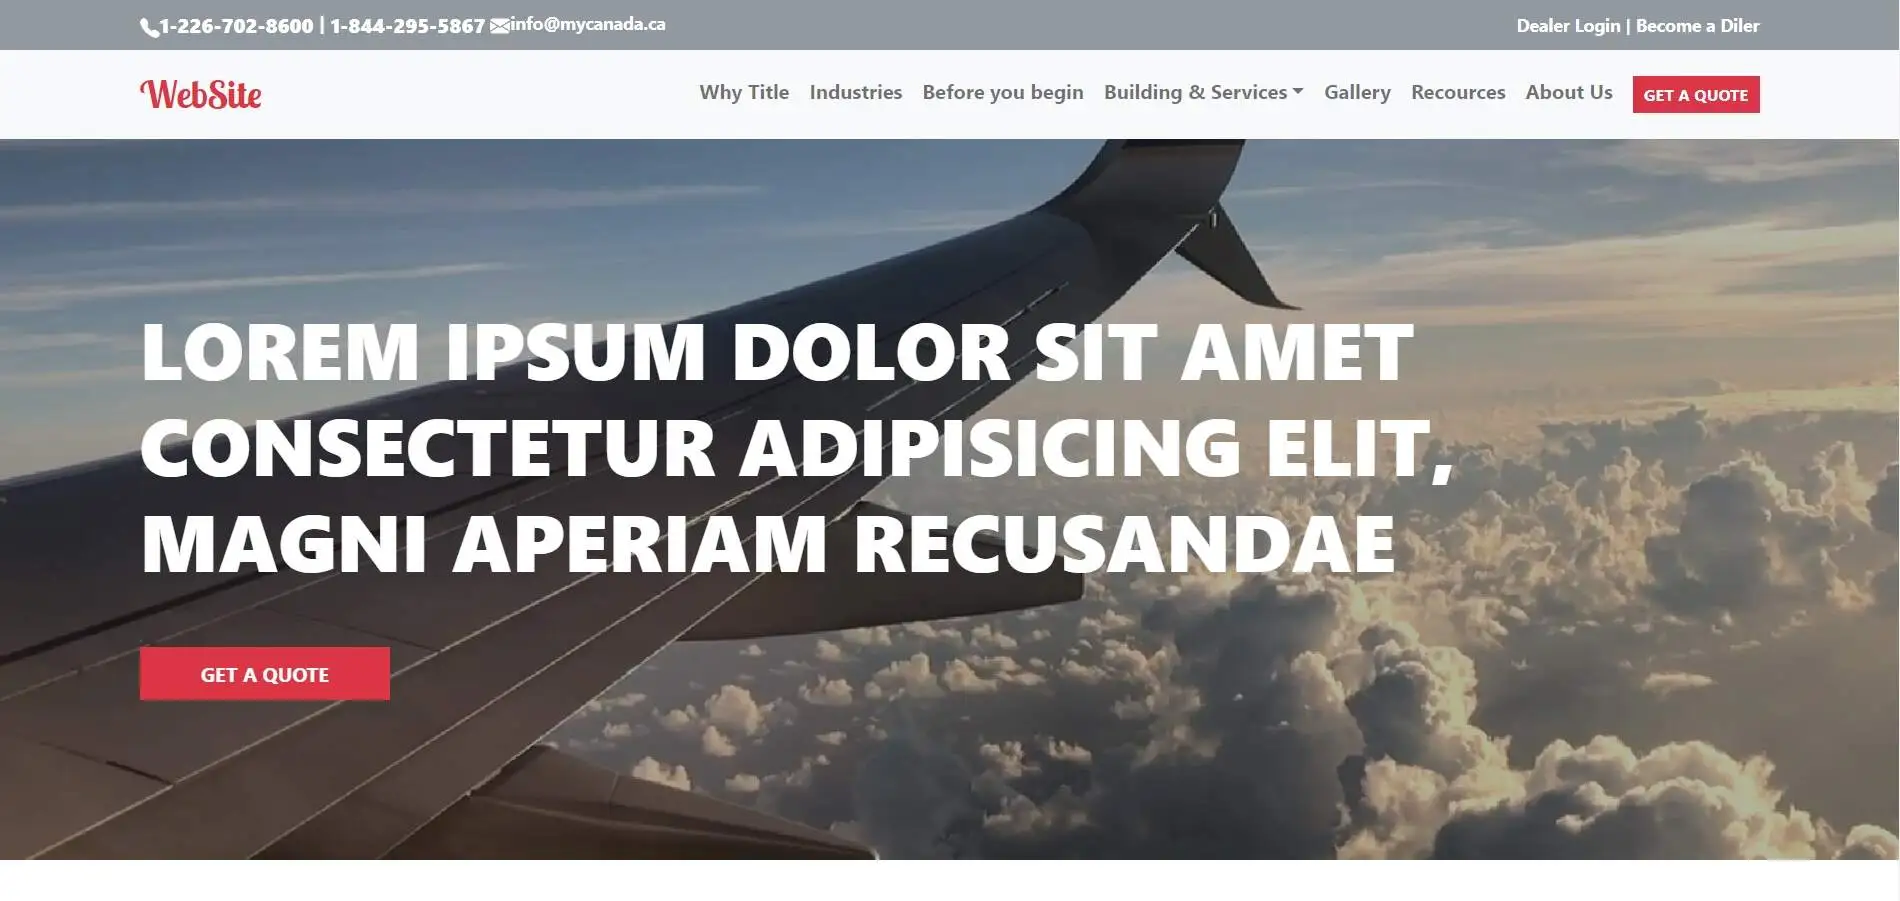 1-226-702-8600 | 1-844-295-5867 info@mycanada.ca
Dealer Login | Become a Diler
WebSite
Why Title Industries Before you begin Building & Services Gallery Recources About Us GET A QUOTE
LOREM IPSUM DOLOR SIT AMET
CONSECTETUR ADIPISICING ELIT,
MAGNI APERIAM RECUSANDAE
GET A QUOTE